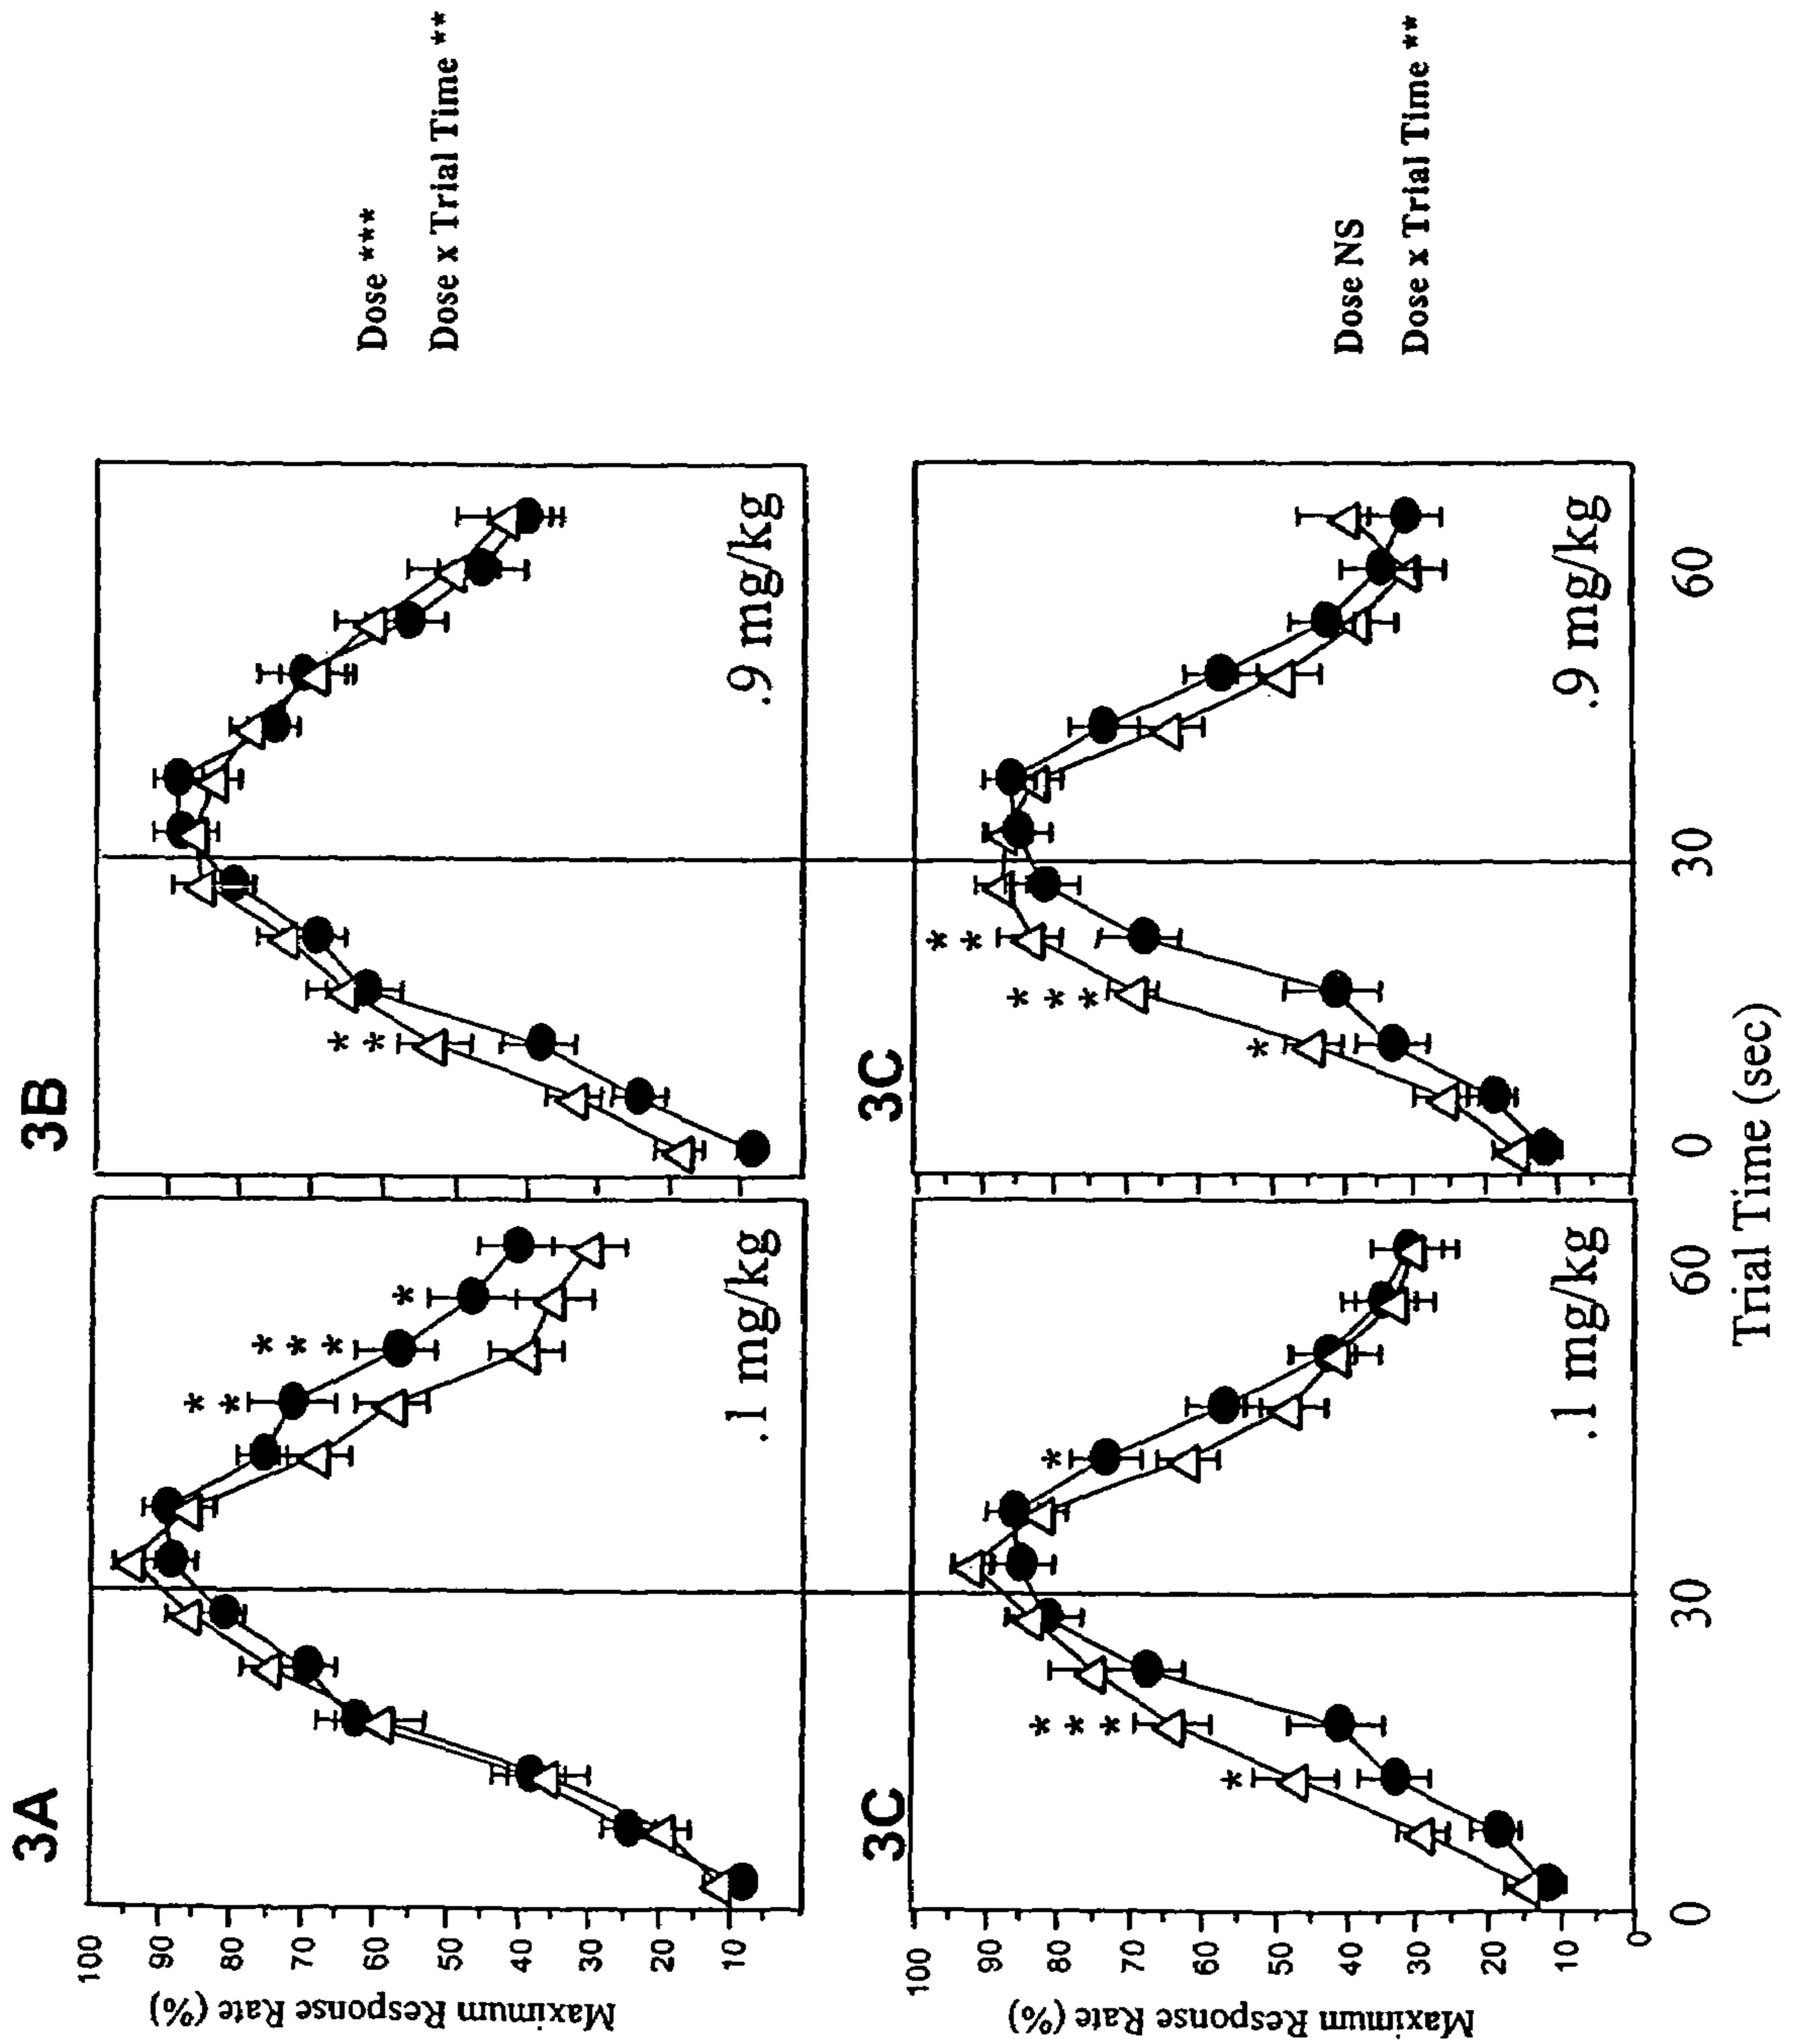 3A
3B
Maximum Response Rate (%)
100
90
80
70
60
50
40
30
20
10
* *
* * *
*
.1 mg/kg
* *
.9 mg/kg
Dose ***
Dose x Trial Time **
3C
3C
Maximum Response Rate (%)
100
90
80
70
60
50
40
30
20
10
0
*
* * *
*
.1 mg/kg
*
* * *
* *
.9 mg/kg
Dose NS
Dose x Trial Time **
0 30 60 0 30 60
Trial Time (sec)